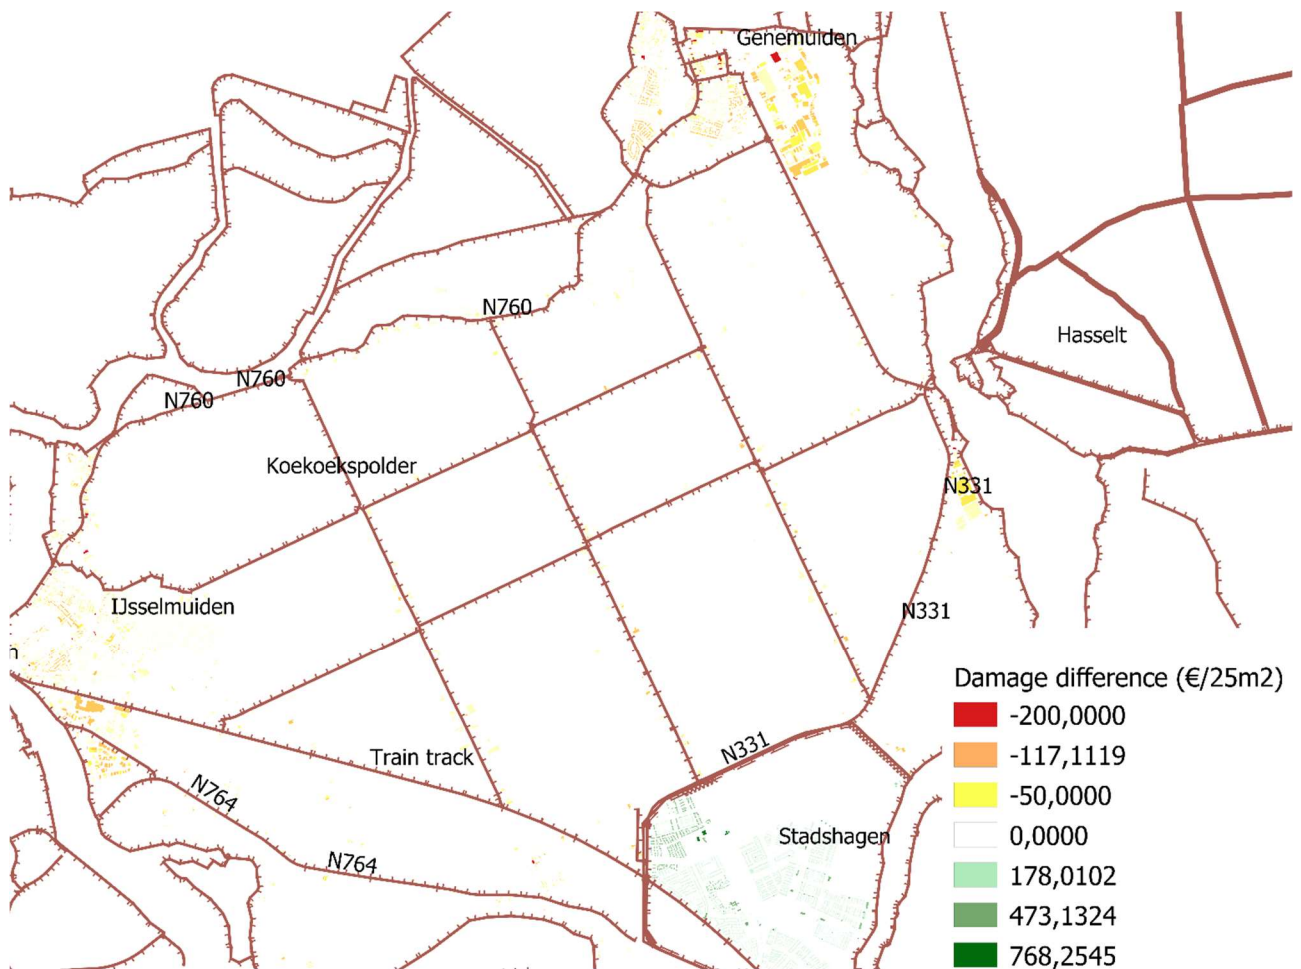 Genemuiden
N760
Hasselt
N760
N760
Koekoekspolder
N331
IJsselmuiden
N331
h
Damage difference (€/25m2)
-200,0000
-117,1119
-50,0000
0,0000
178,0102
473,1324
768,2545
Train track
N331
N764
Stadshagen
N764